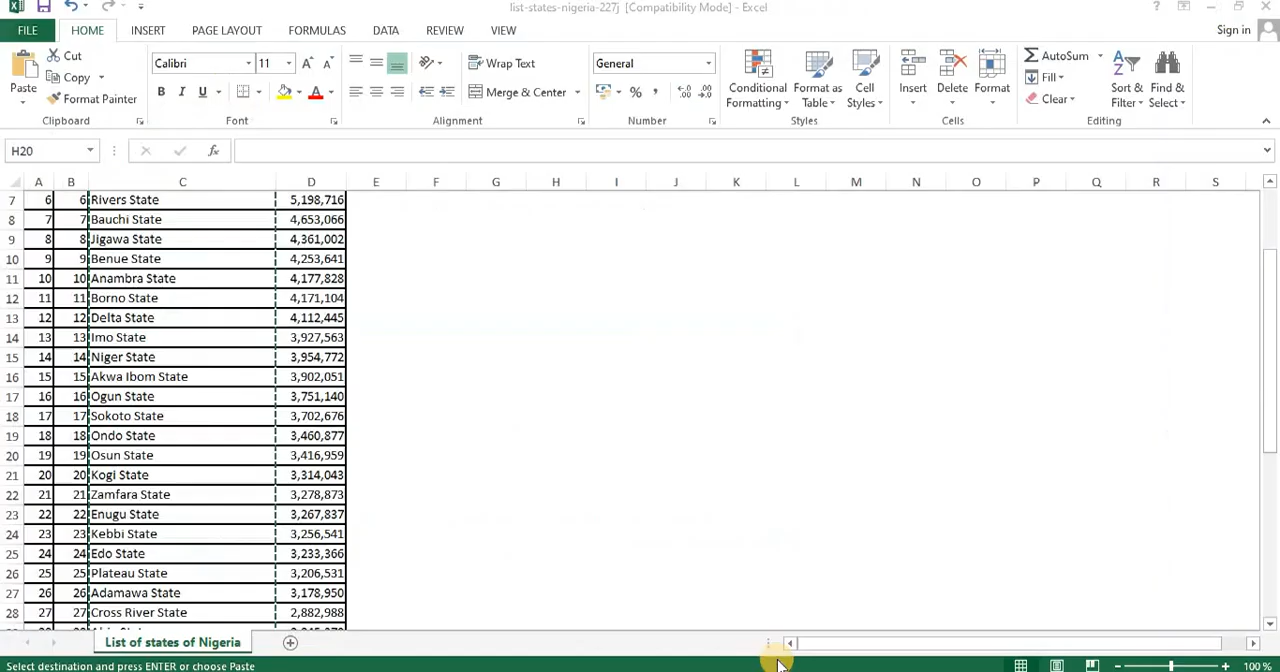 list-states-nigeria-227j [Compatibility Mode] - Excel
Sign in
FILE HOME INSERT PAGE LAYOUT FORMULAS DATA REVIEW VIEW
Paste
Cut
Copy
Format Painter
Clipboard
Calibri 11
B I U
Font
Wrap Text
Merge & Center
Alignment
General
%
Number
Conditional Formatting
Format as Table
Cell Styles
Styles
Insert Delete Format
Cells
AutoSum
Fill
Clear
Sort & Filter
Find & Select
Editing
H20
A B C D E F G H I J K L M N O P Q R S
7 6 6 Rivers State 5,198,716
8 7 7 Bauchi State 4,653,066
9 8 8 Jigawa State 4,361,002
10 9 9 Benue State 4,253,641
11 10 10 Anambra State 4,177,828
12 11 11 Borno State 4,171,104
13 12 12 Delta State 4,112,445
14 13 13 Imo State 3,927,563
15 14 14 Niger State 3,954,772
16 15 15 Akwa Ibom State 3,902,051
17 16 16 Ogun State 3,751,140
18 17 17 Sokoto State 3,702,676
19 18 18 Ondo State 3,460,877
20 19 19 Osun State 3,416,959
21 20 20 Kogi State 3,314,043
22 21 21 Zamfara State 3,278,873
23 22 22 Enugu State 3,267,837
24 23 23 Kebbi State 3,256,541
25 24 24 Edo State 3,233,366
26 25 25 Plateau State 3,206,531
27 26 26 Adamawa State 3,178,950
28 27 27 Cross River State 2,882,988
List of states of Nigeria
Select destination and press ENTER or choose Paste
100 %